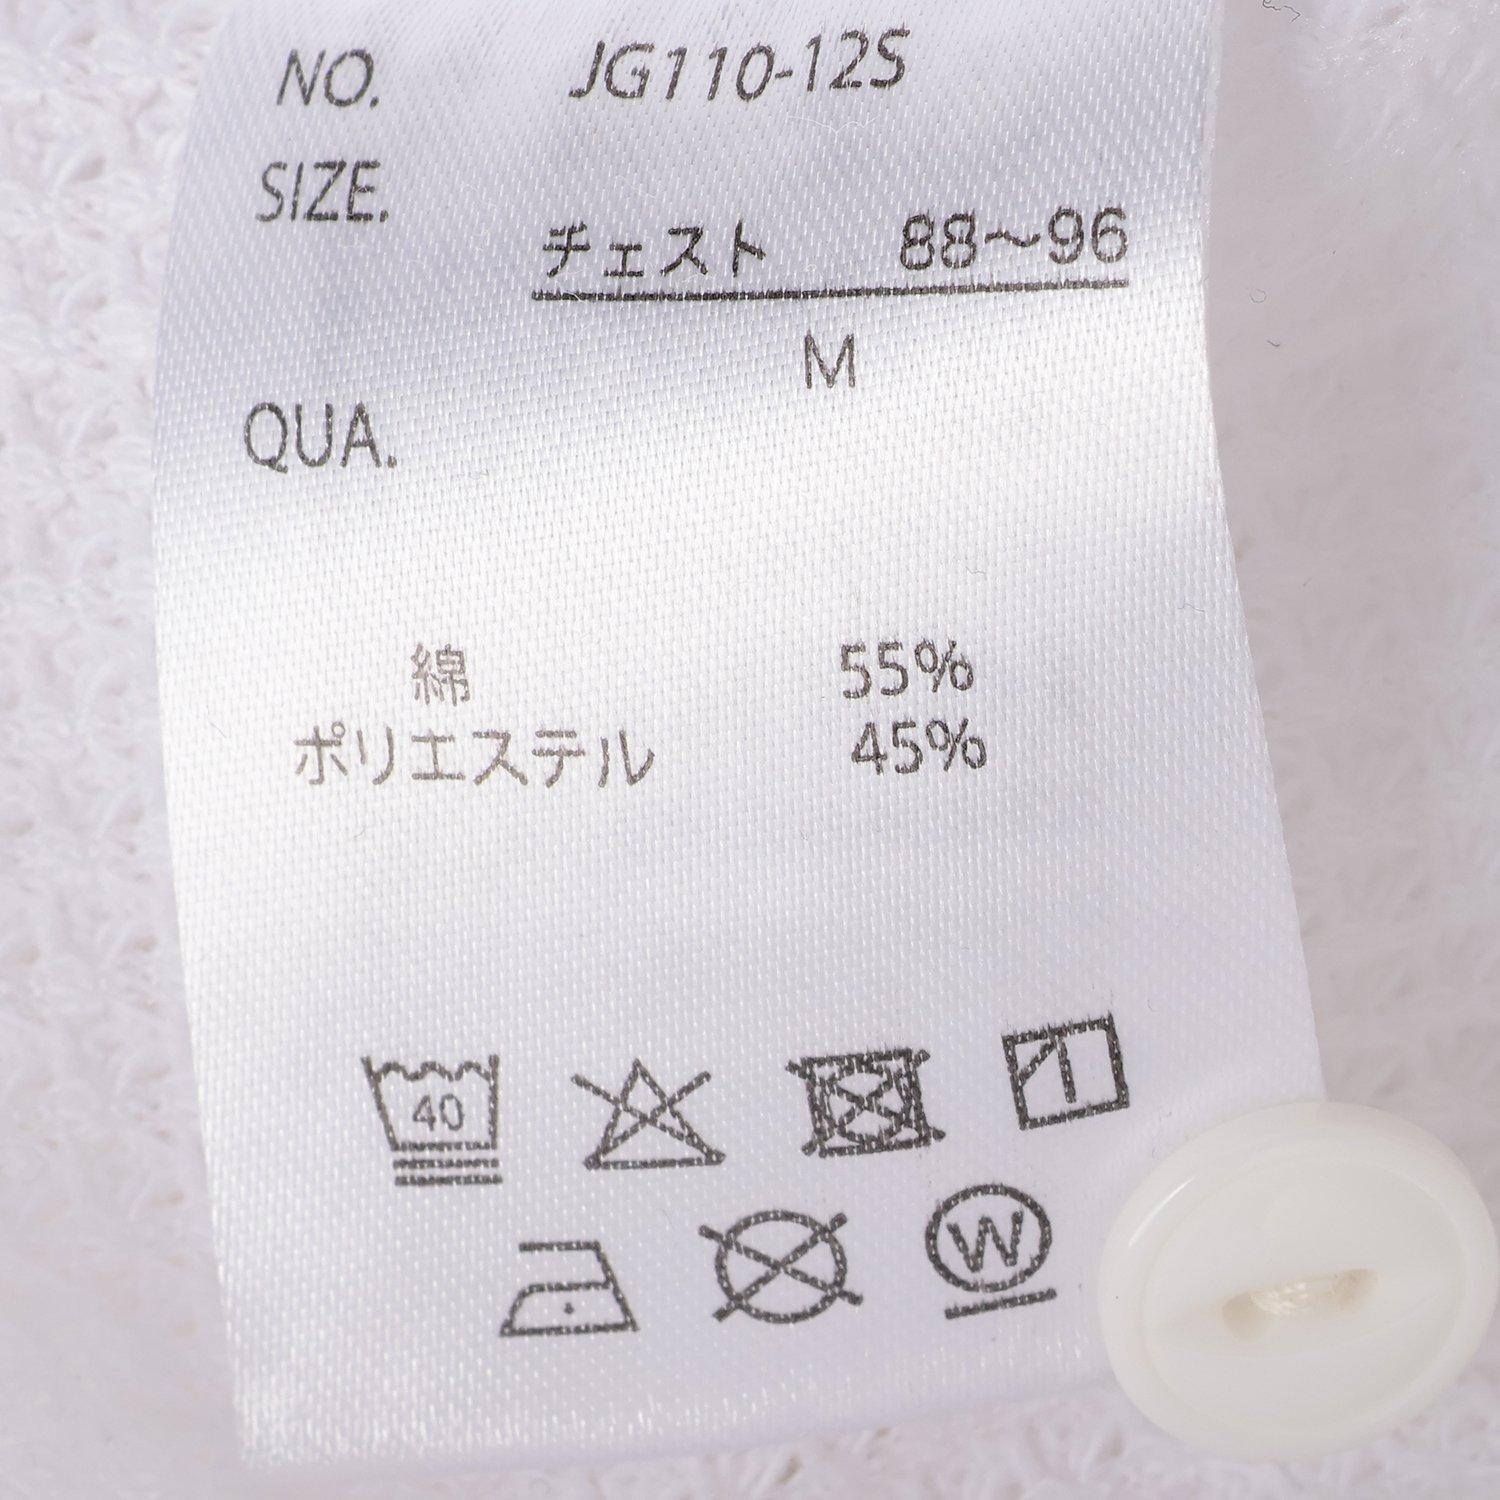 NO. JG110-12S
SIZE.
チェスト 88〜96
M
QUA.
綿 55%
ポリエステル 45%
40
W